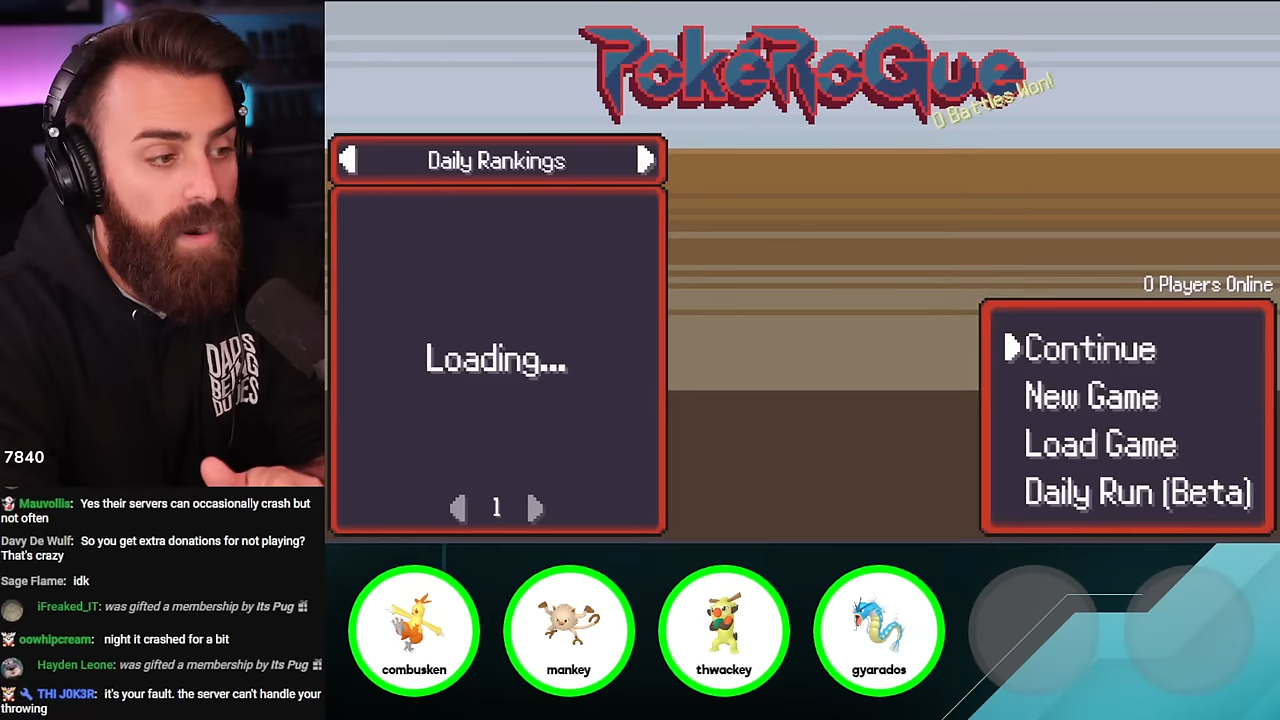 PokéRoGue
0 Battles Won!
Daily Rankings
Loading...
1
0 Players Online
Continue
New Game
Load Game
Daily Run (Beta)
7840
Mauvollis: Yes their servers can occasionally crash but
not often
Davy De Wulf: So you get extra donations for not playing?
That's crazy
Sage Flame: idk
iFreaked_IT: was gifted a membership by Its Pug
oowhipcream: night it crashed for a bit
Hayden Leone: was gifted a membership by Its Pug
THI J0K3R: it's your fault. the server can't handle your
throwing
combusken
mankey
thwackey
gyarados